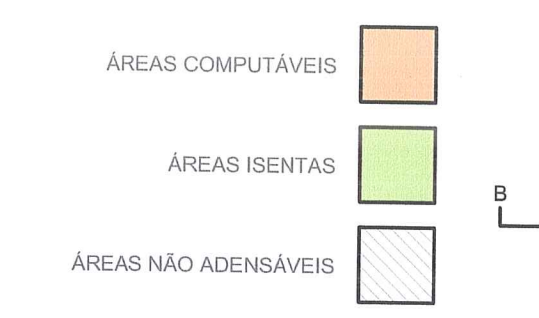 ÁREAS COMPUTÁVEIS
ÁREAS ISENTAS
B
ÁREAS NÃO ADENSÁVEIS